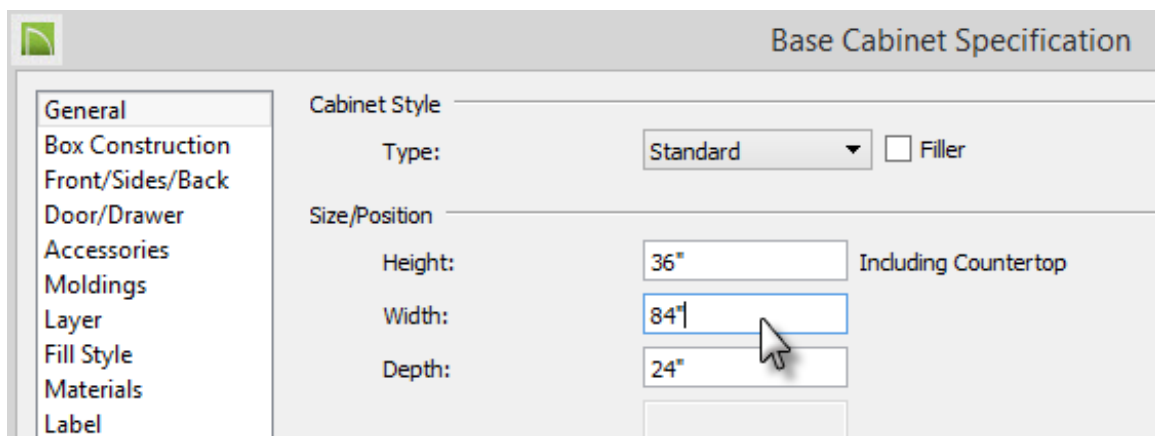 Base Cabinet Specification
General
Box Construction
Front/Sides/Back
Door/Drawer
Accessories
Moldings
Layer
Fill Style
Materials
Label
Cabinet Style
Type: Standard Filler
Size/Position
Height: 36" Including Countertop
Width: 84"
Depth: 24"